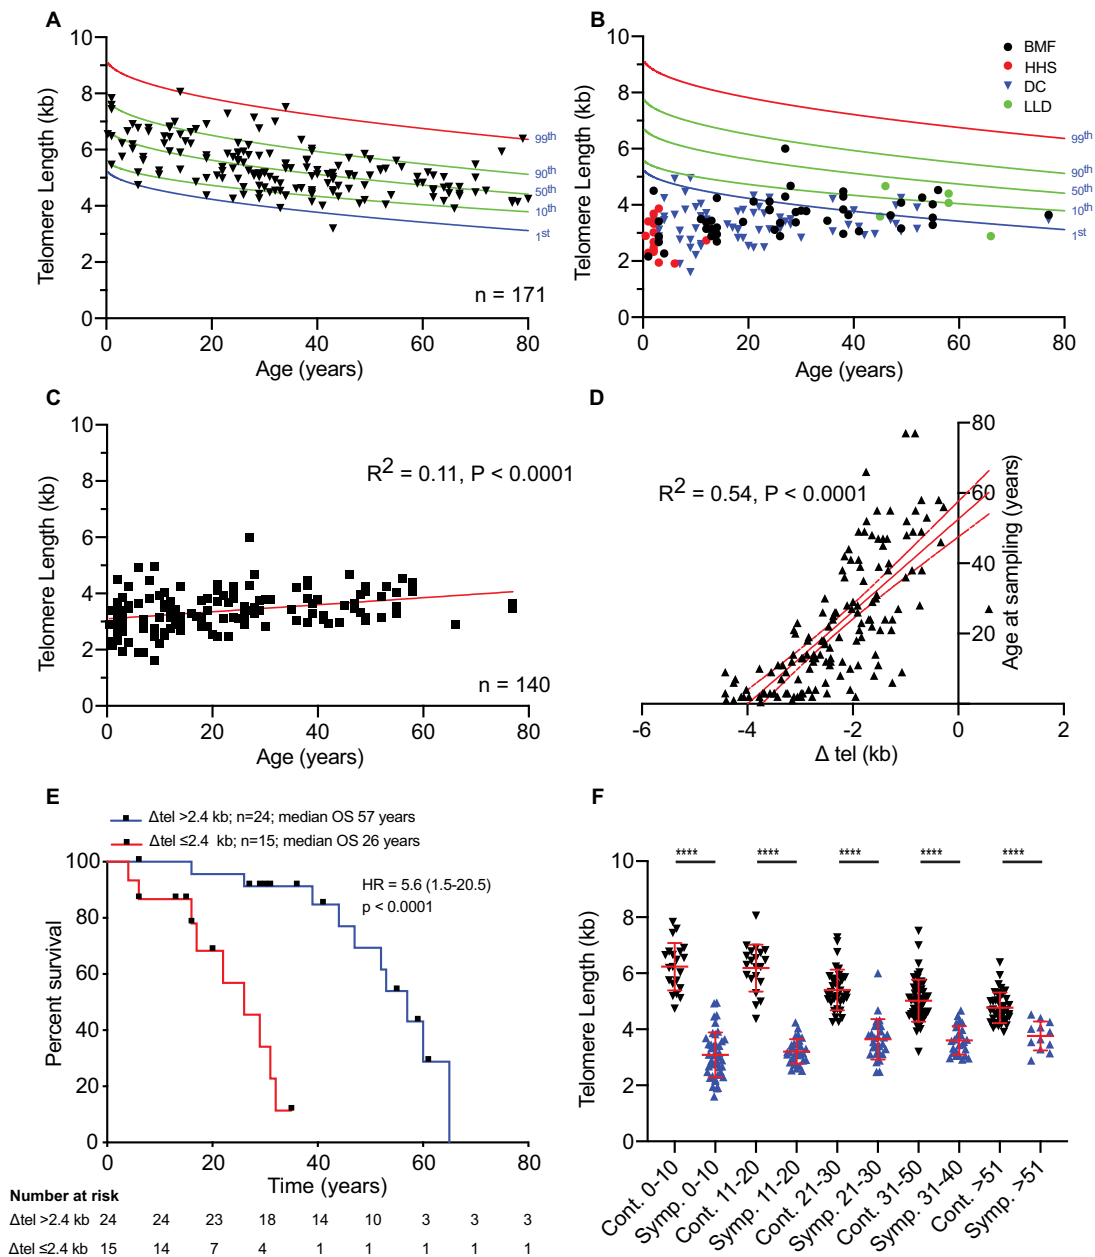 A
Telomere Length (kb)
10
8
6
4
2
0
99th
90th
50th
10th
1st
n = 171
0 20 40 60 80
Age (years)
B
Telomere Length (kb)
10
8
6
4
2
0
BMF
HHS
DC
LLD
99th
90th
50th
10th
1st
0 20 40 60 80
Age (years)
C
Telomere Length (kb)
10
8
6
4
2
0
R2 = 0.11, P < 0.0001
n = 140
0 20 40 60 80
Age (years)
D
R2 = 0.54, P < 0.0001
80
60
40
20
Age at sampling (years)
-6 -4 -2 0 2
Δ tel (kb)
E
Δtel >2.4 kb; n=24; median OS 57 years
Δtel ≤2.4 kb; n=15; median OS 26 years
HR = 5.6 (1.5-20.5)
p < 0.0001
Percent survival
100
80
60
40
20
0
0 20 40 60 80
Time (years)
Number at risk
Δtel >2.4 kb 24 24 23 18 14 10 3 3 3
Δtel ≤2.4 kb 15 14 7 4 1 1 1 1 1
F
**** **** **** **** ****
Telomere Length (kb)
10
8
6
4
2
0
Cont. 0-10
Symp. 0-10
Cont. 11-20
Symp. 11-20
Cont. 21-30
Symp. 21-30
Cont. 31-50
Symp. 31-40
Cont. >51
Symp. >51